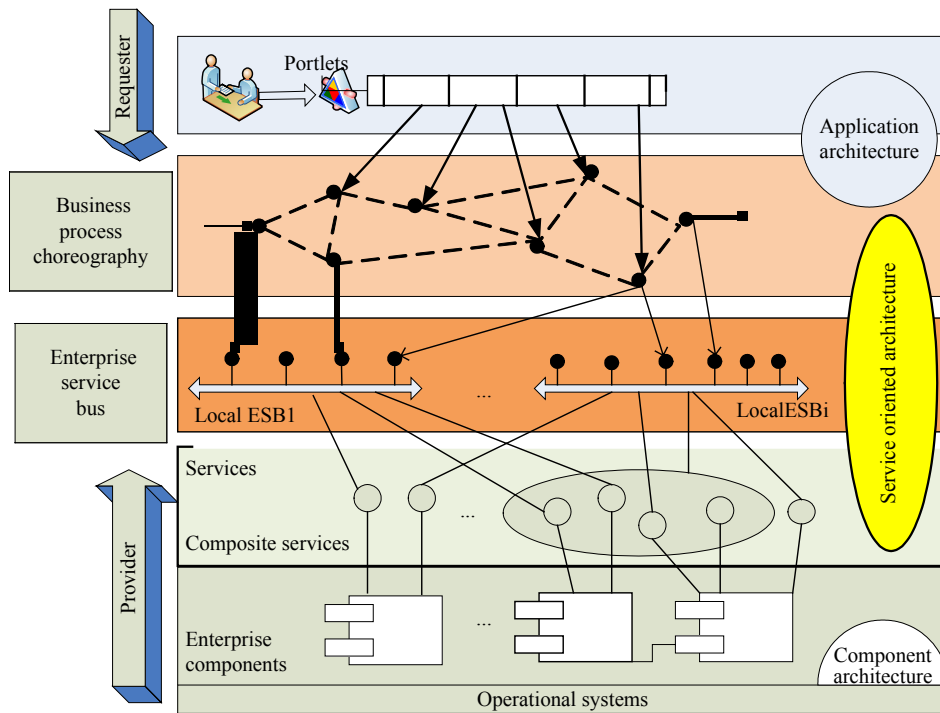 Requester
Portlets
Application
architecture
Business
process
choreography
Enterprise
service
bus
Local ESB1
...
LocalESBi
Service oriented architecture
Services
...
Composite services
Provider
Enterprise
components
...
Component
architecture
Operational systems